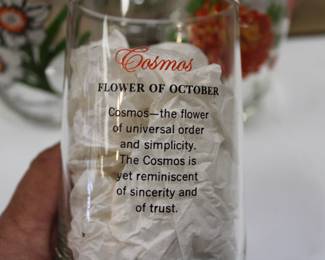 Cosmos
FLOWER OF OCTOBER
Cosmos—the flower
of universal order
and simplicity.
The Cosmos is
yet reminiscent
of sincerity and
of trust.